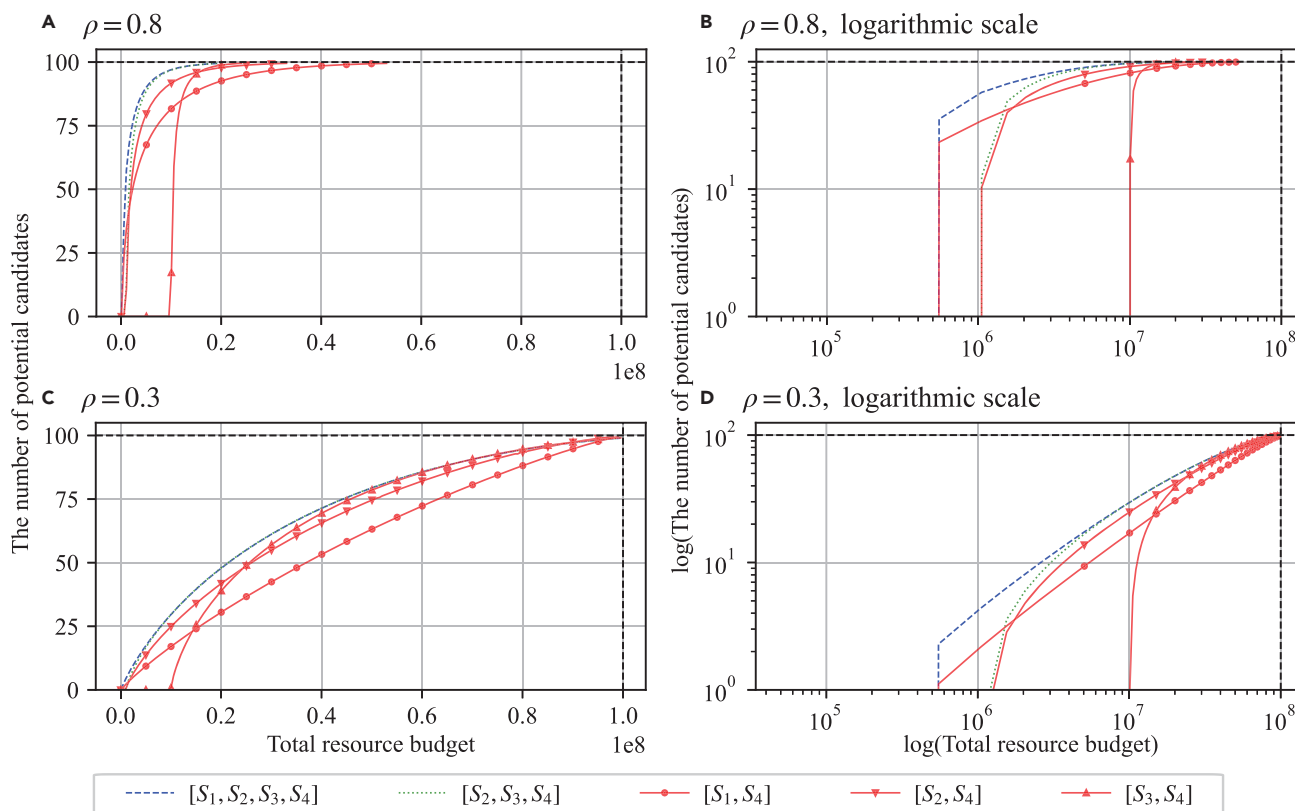 A ρ = 0.8
B ρ = 0.8, logarithmic scale
100
75
50
25
0
0.0 0.2 0.4 0.6 0.8 1.0
1e8
10²
10¹
10⁰
10⁵ 10⁶ 10⁷ 10⁸
The number of potential candidates
log(The number of potential candidates)
C ρ = 0.3
D ρ = 0.3, logarithmic scale
100
75
50
25
0
0.0 0.2 0.4 0.6 0.8 1.0
Total resource budget
1e8
10²
10¹
10⁰
10⁵ 10⁶ 10⁷ 10⁸
log(Total resource budget)
[S₁, S₂, S₃, S₄] [S₂, S₃, S₄] [S₁, S₄] [S₂, S₄] [S₃, S₄]